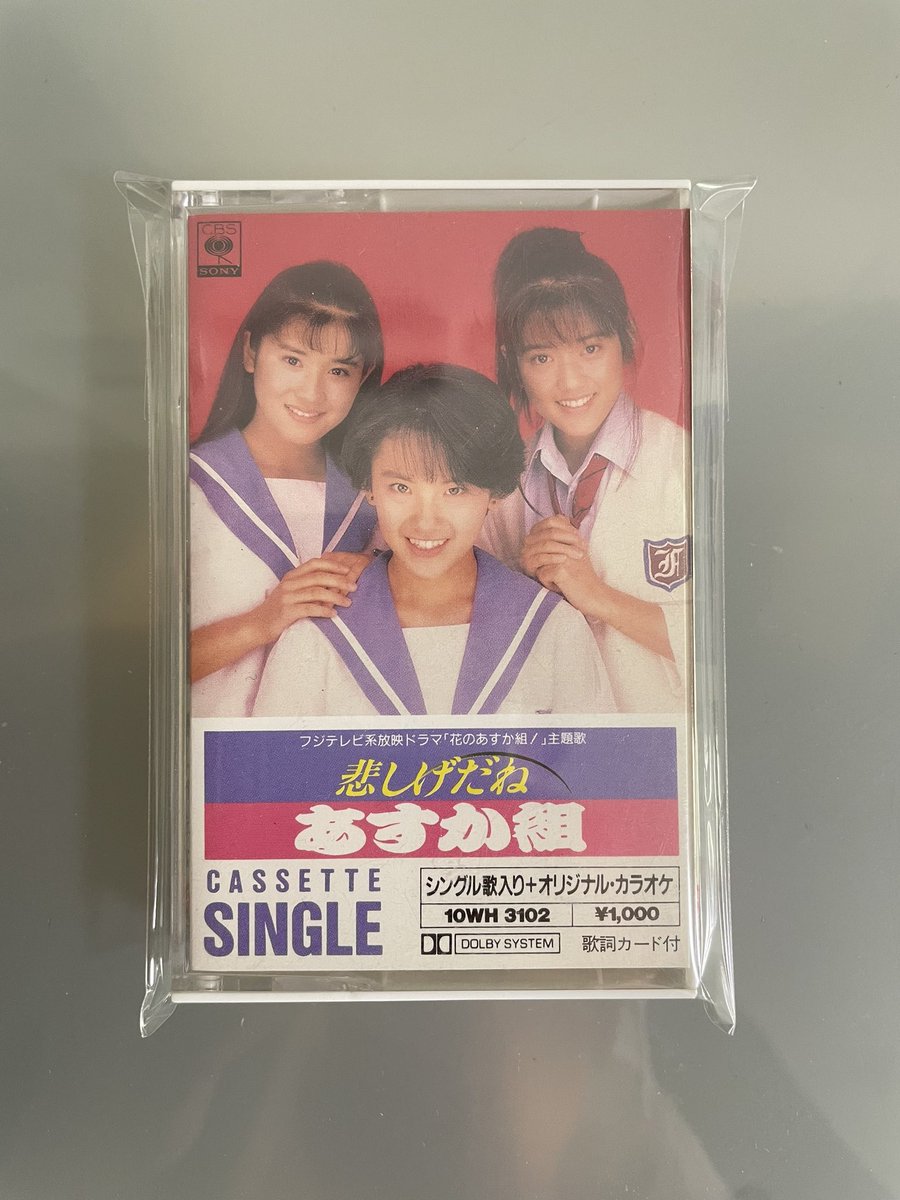 CBS
SONY
F
フジテレビ系放映ドラマ「花のあすか組!」主題歌
悲しげだね
あすか組
CASSETTE
SINGLE
シングル歌入り+オリジナル・カラオケ
10WH 3102
¥1,000
DOLBY SYSTEM
歌詞カード付